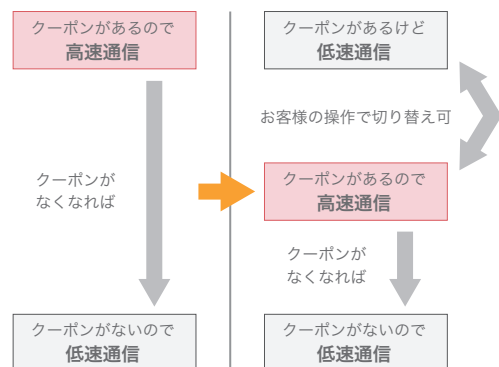 クーポンがあるので
高速通信
クーポンが
なくなれば
クーポンがないので
低速通信
クーポンがあるけど
低速通信
お客様の操作で切り替え可
クーポンがあるので
高速通信
クーポンが
なくなれば
クーポンがないので
低速通信